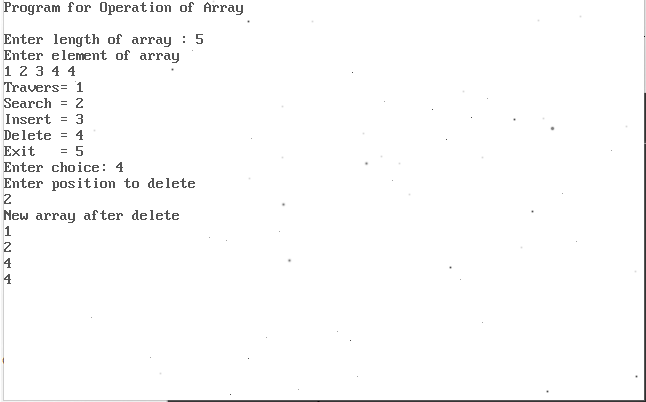 Program for Operation of Array
Enter length of array : 5
Enter element of array
1 2 3 4 4
Travers= 1
Search = 2
Insert = 3
Delete = 4
Exit   = 5
Enter choice: 4
Enter position to delete
2
New array after delete
1
2
4
4